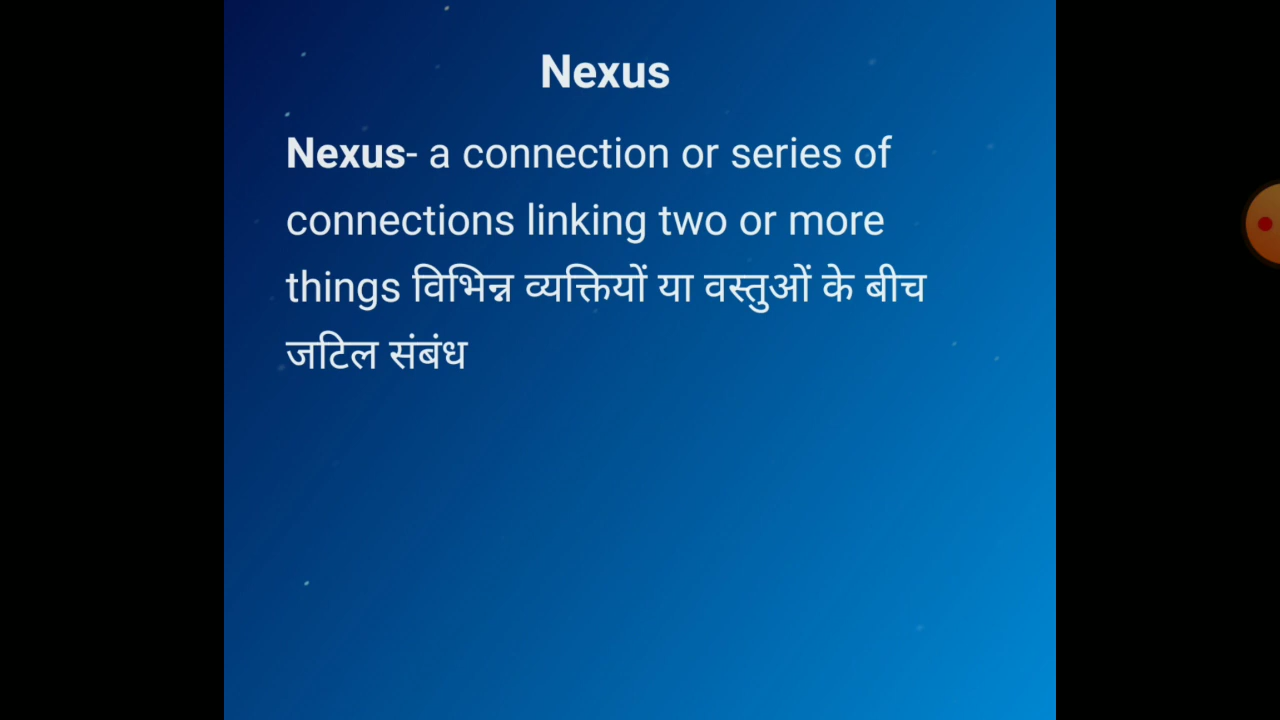 Nexus
Nexus- a connection or series of
connections linking two or more
things विभिन्न व्यक्तियों या वस्तुओं के बीच
जटिल संबंध